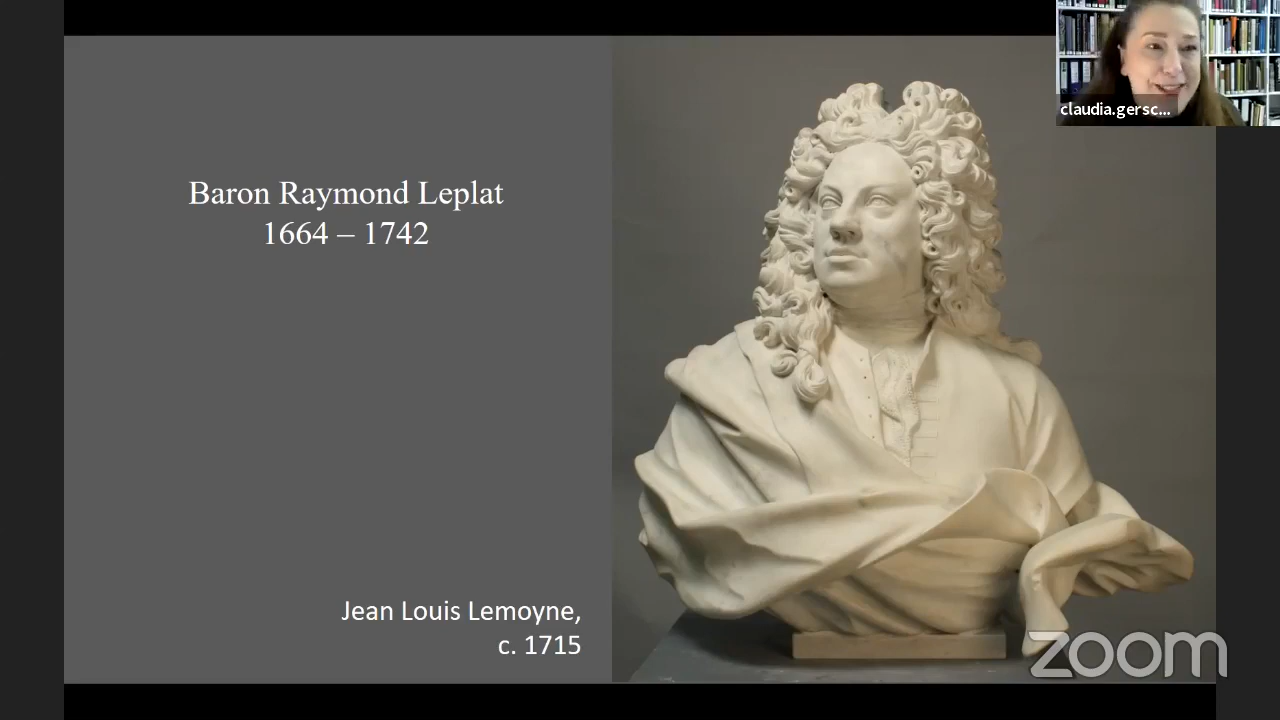 claudia.gersc...
Baron Raymond Leplat
1664 – 1742
Jean Louis Lemoyne,
c. 1715
zoom